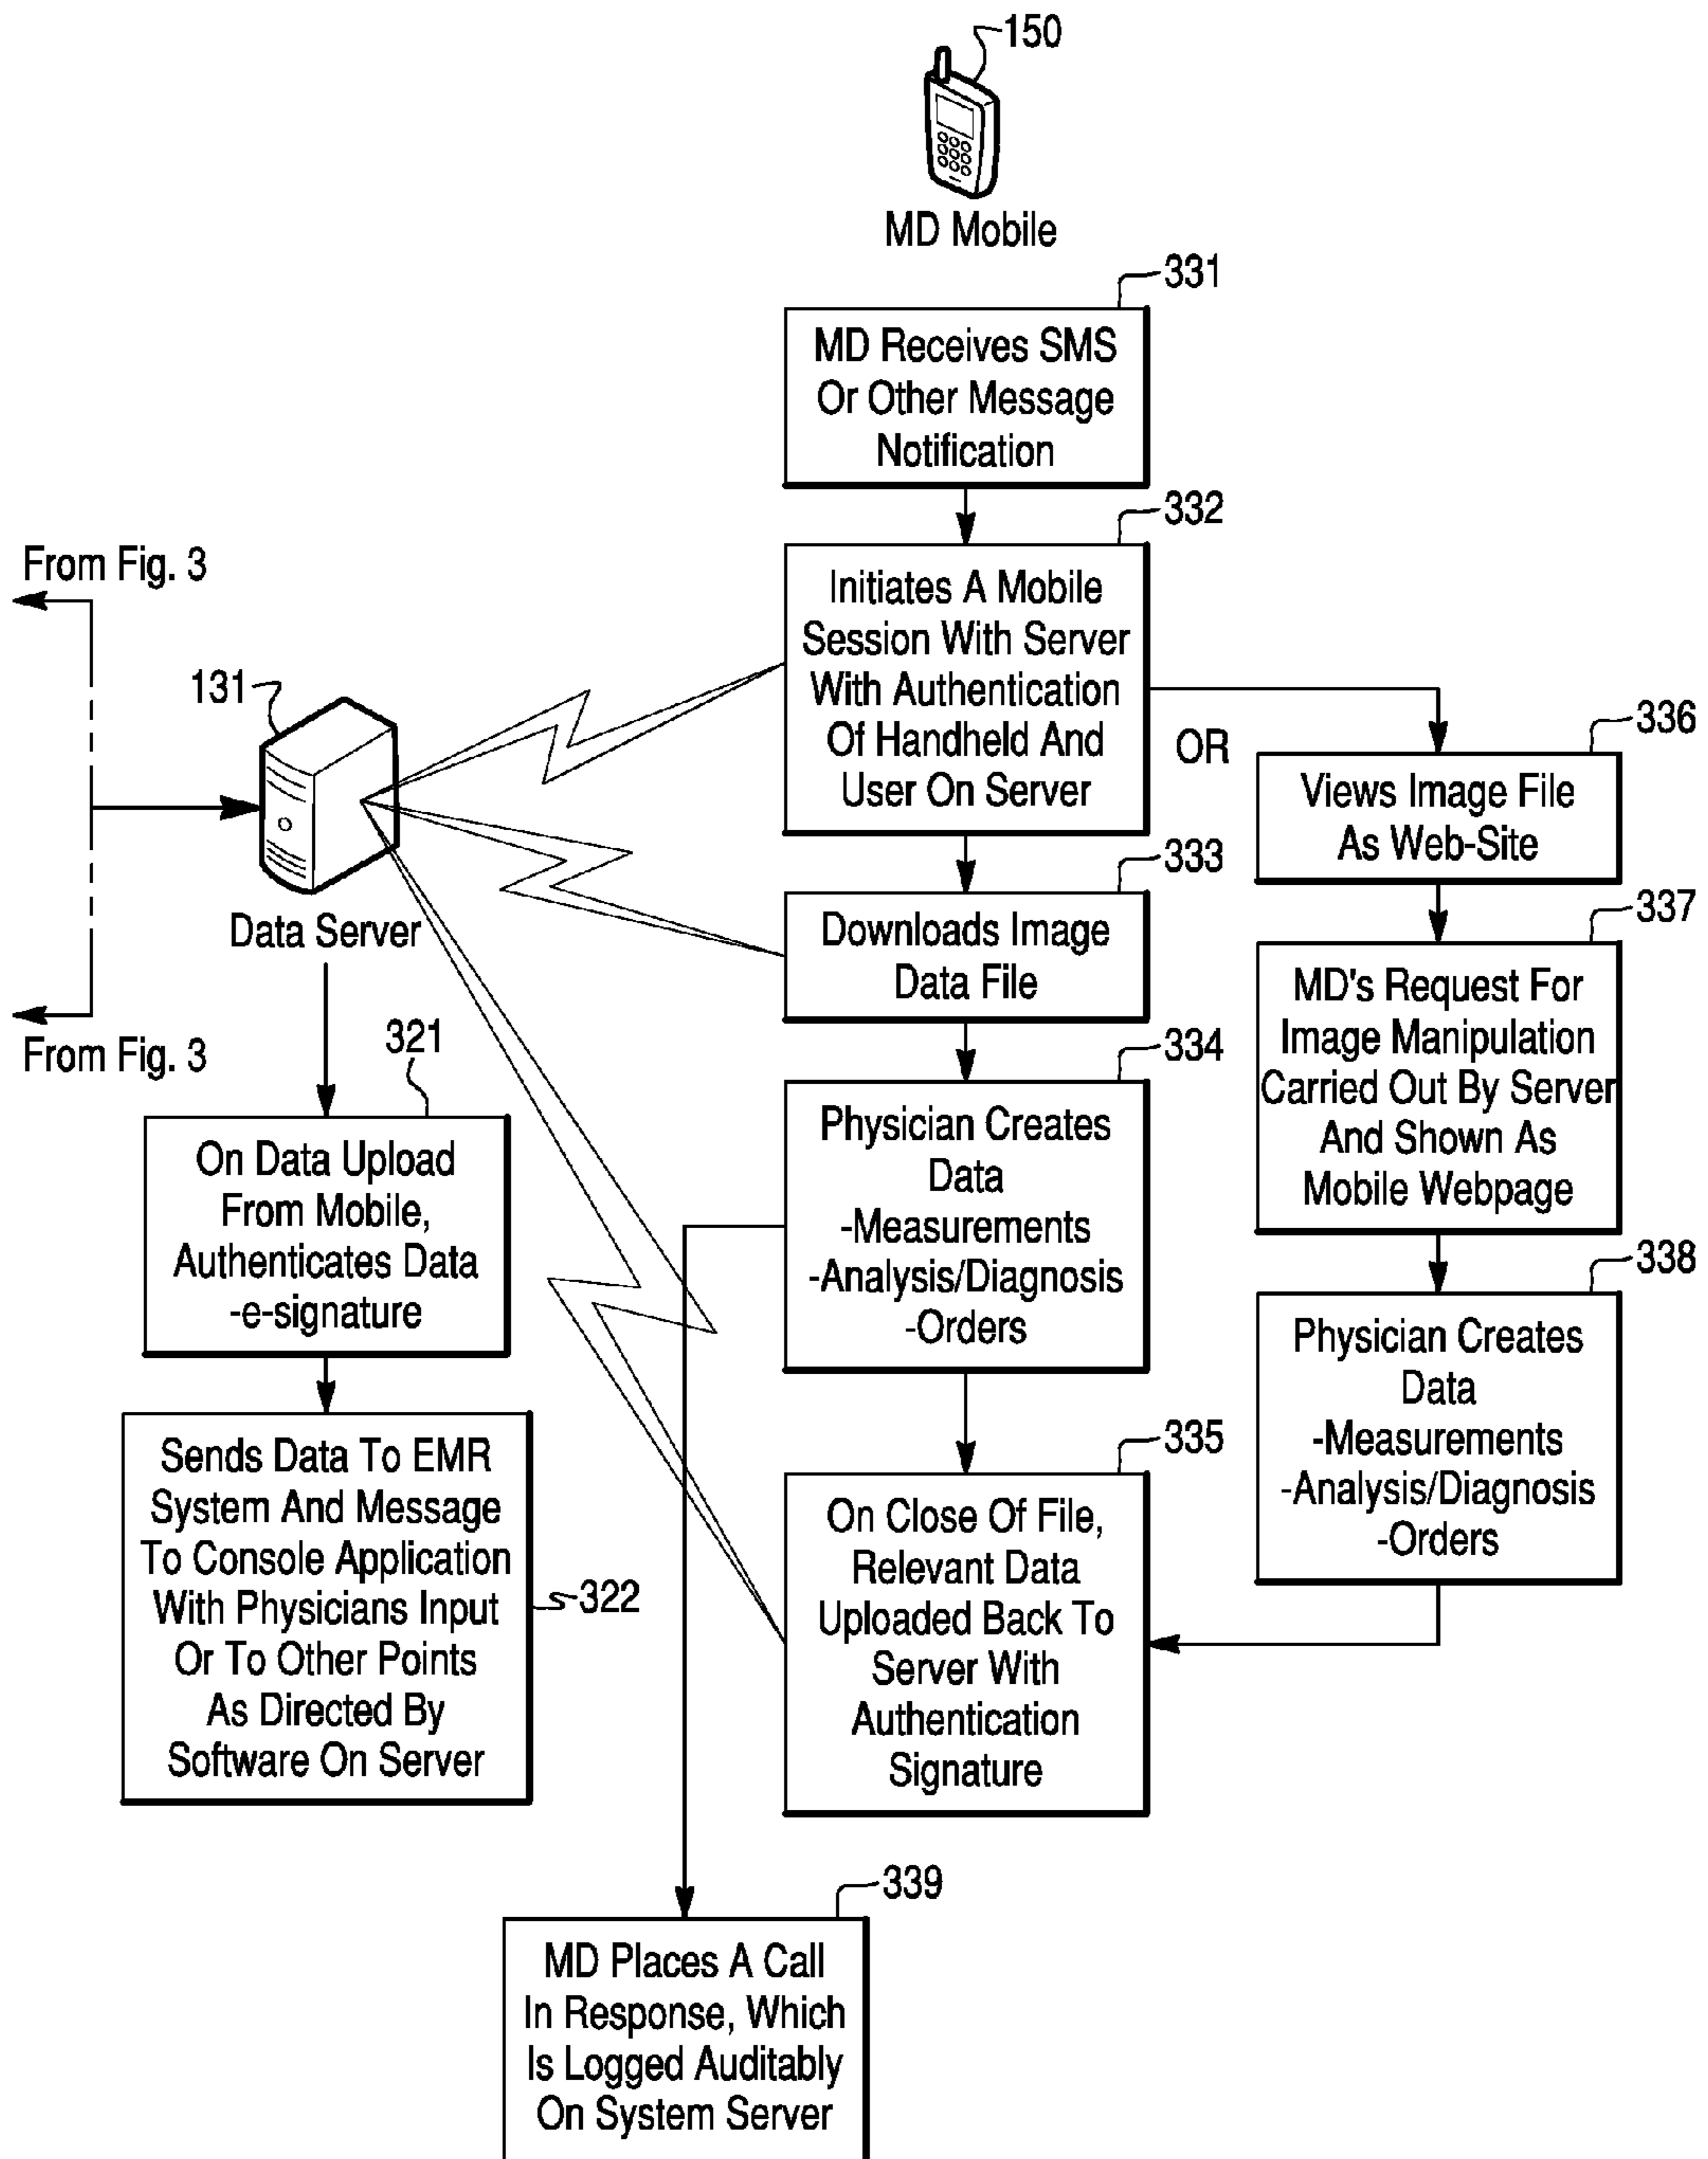 150
MD Mobile
331
MD Receives SMS
Or Other Message
Notification
332
Initiates A Mobile
Session With Server
With Authentication
Of Handheld And
User On Server
OR
From Fig. 3
131
Data Server
From Fig. 3
336
Views Image File
As Web-Site
333
Downloads Image
Data File
337
MD's Request For
Image Manipulation
Carried Out By Server
And Shown As
Mobile Webpage
321
On Data Upload
From Mobile,
Authenticates Data
-e-signature
334
Physician Creates
Data
-Measurements
-Analysis/Diagnosis
-Orders
338
Physician Creates
Data
-Measurements
-Analysis/Diagnosis
-Orders
322
Sends Data To EMR
System And Message
To Console Application
With Physicians Input
Or To Other Points
As Directed By
Software On Server
335
On Close Of File,
Relevant Data
Uploaded Back To
Server With
Authentication
Signature
339
MD Places A Call
In Response, Which
Is Logged Auditably
On System Server